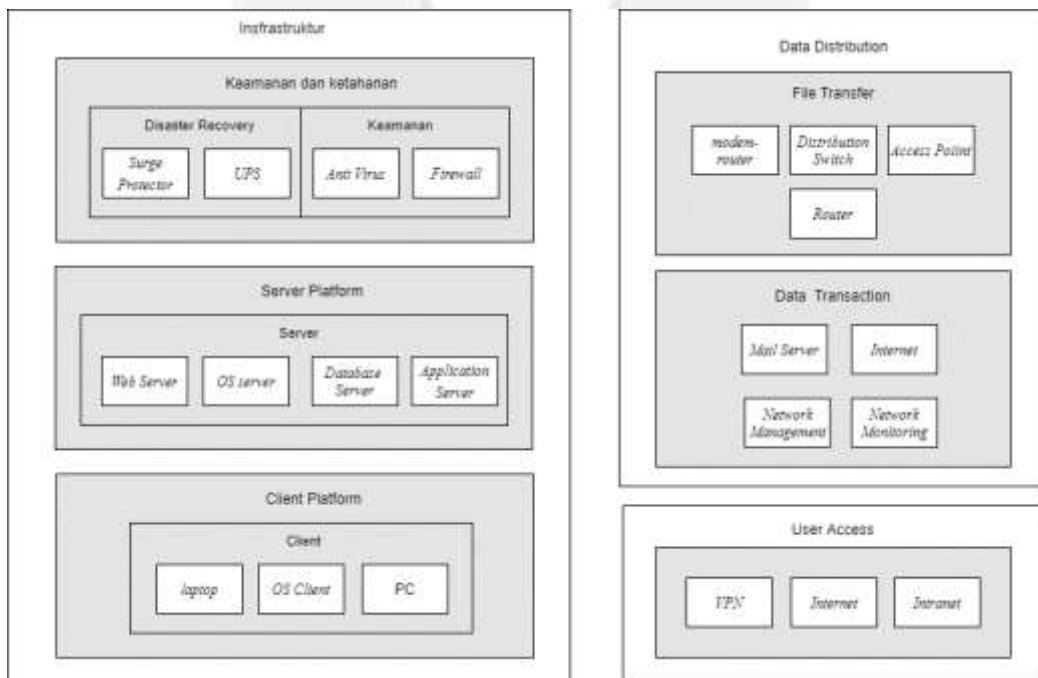 Insfrastruktur
Keamanan dan ketahanan
Disaster Recovery
Keamanan
Surge
Protector
UPS
Anti Virus
Firewall
Server Platform
Server
Web Server
OS server
Database
Server
Application
Server
Client Platform
Client
laptop
OS Client
PC
Data Distribution
File Transfer
modem-
router
Distribution
Switch
Access Point
Router
Data Transaction
Mail Server
Internet
Network
Management
Network
Monitoring
User Access
VPN
Internet
Intranet